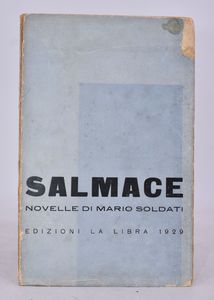 SALMACE
NOVELLE DI MARIO SOLDATI
EDIZIONI LA LIBRA 1929